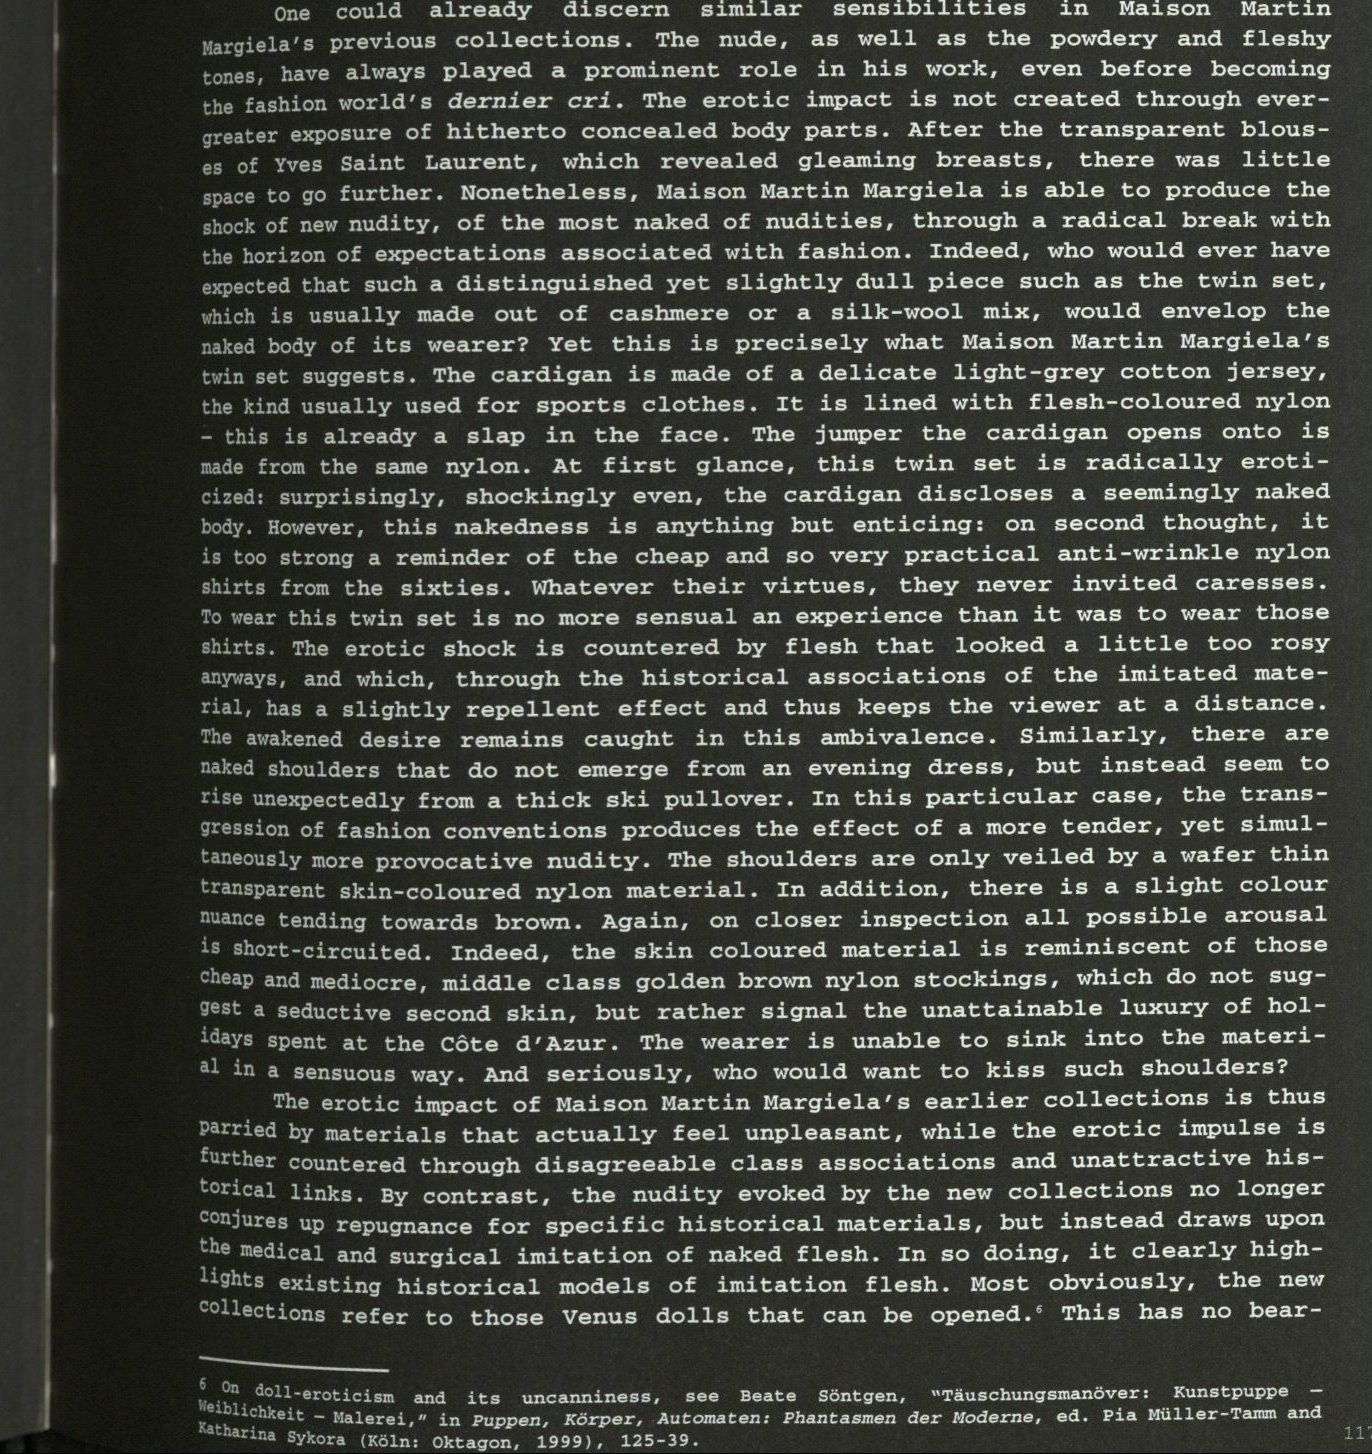 One could already discern similar sensibilities in Maison Martin
Margiela's previous collections. The nude, as well as the powdery and fleshy
tones, have always played a prominent role in his work, even before becoming
the fashion world's dernier cri. The erotic impact is not created through ever-
greater exposure of hitherto concealed body parts. After the transparent blous-
es of Yves Saint Laurent, which revealed gleaming breasts, there was little
space to go further. Nonetheless, Maison Martin Margiela is able to produce the
shock of new nudity, of the most naked of nudities, through a radical break with
the horizon of expectations associated with fashion. Indeed, who would ever have
expected that such a distinguished yet slightly dull piece such as the twin set,
which is usually made out of cashmere or a silk-wool mix, would envelop the
naked body of its wearer? Yet this is precisely what Maison Martin Margiela's
twin set suggests. The cardigan is made of a delicate light-grey cotton jersey,
the kind usually used for sports clothes. It is lined with flesh-coloured nylon
– this is already a slap in the face. The jumper the cardigan opens onto is
made from the same nylon. At first glance, this twin set is radically eroti-
cized: surprisingly, shockingly even, the cardigan discloses a seemingly naked
body. However, this nakedness is anything but enticing: on second thought, it
is too strong a reminder of the cheap and so very practical anti-wrinkle nylon
shirts from the sixties. Whatever their virtues, they never invited caresses.
To wear this twin set is no more sensual an experience than it was to wear those
shirts. The erotic shock is countered by flesh that looked a little too rosy
anyways, and which, through the historical associations of the imitated mate-
rial, has a slightly repellent effect and thus keeps the viewer at a distance.
The awakened desire remains caught in this ambivalence. Similarly, there are
naked shoulders that do not emerge from an evening dress, but instead seem to
rise unexpectedly from a thick ski pullover. In this particular case, the trans-
gression of fashion conventions produces the effect of a more tender, yet simul-
taneously more provocative nudity. The shoulders are only veiled by a wafer thin
transparent skin-coloured nylon material. In addition, there is a slight colour
nuance tending towards brown. Again, on closer inspection all possible arousal
is short-circuited. Indeed, the skin coloured material is reminiscent of those
cheap and mediocre, middle class golden brown nylon stockings, which do not sug-
gest a seductive second skin, but rather signal the unattainable luxury of hol-
idays spent at the Côte d'Azur. The wearer is unable to sink into the materi-
al in a sensuous way. And seriously, who would want to kiss such shoulders?
The erotic impact of Maison Martin Margiela's earlier collections is thus
parried by materials that actually feel unpleasant, while the erotic impulse is
further countered through disagreeable class associations and unattractive his-
torical links. By contrast, the nudity evoked by the new collections no longer
conjures up repugnance for specific historical materials, but instead draws upon
the medical and surgical imitation of naked flesh. In so doing, it clearly high-
lights existing historical models of imitation flesh. Most obviously, the new
collections refer to those Venus dolls that can be opened.⁶ This has no bear-
6 On doll-eroticism and its uncanniness, see Beate Söntgen, "Täuschungsmanöver: Kunstpuppe –
Weiblichkeit – Malerei," in Puppen, Körper, Automaten: Phantasmen der Moderne, ed. Pia Müller-Tamm and
Katharina Sykora (Köln: Oktagon, 1999), 125-39.